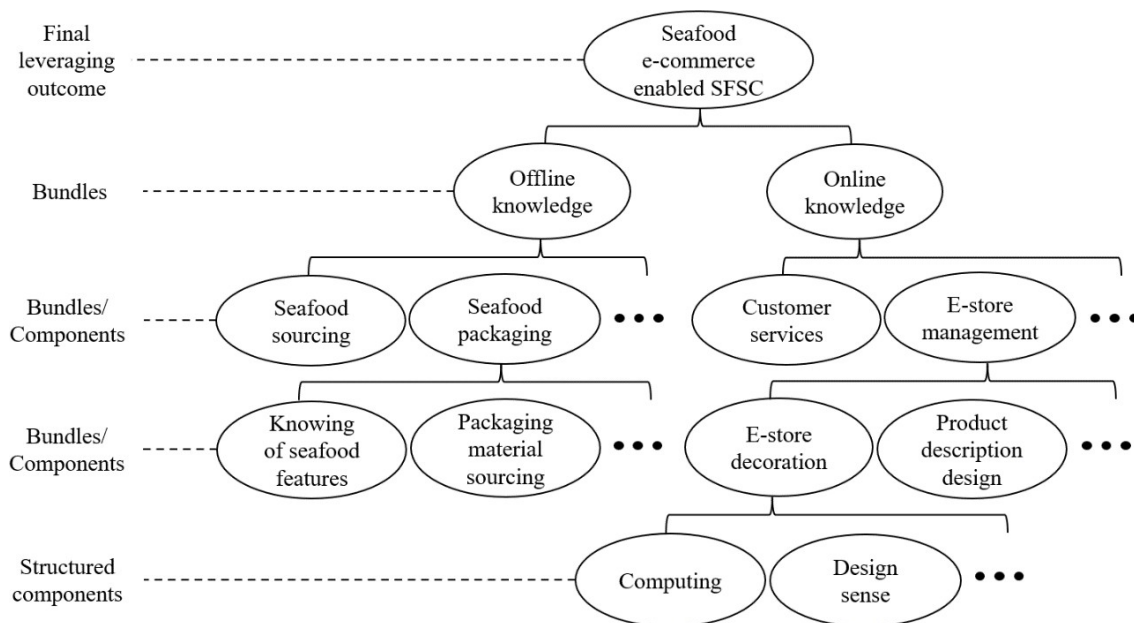 Final
leveraging
outcome
Seafood
e-commerce
enabled SFSC
Bundles
Offline
knowledge
Online
knowledge
Bundles/
Components
Seafood
sourcing
Seafood
packaging
Customer
services
E-store
management
Bundles/
Components
Knowing
of seafood
features
Packaging
material
sourcing
E-store
decoration
Product
description
design
Structured
components
Computing
Design
sense